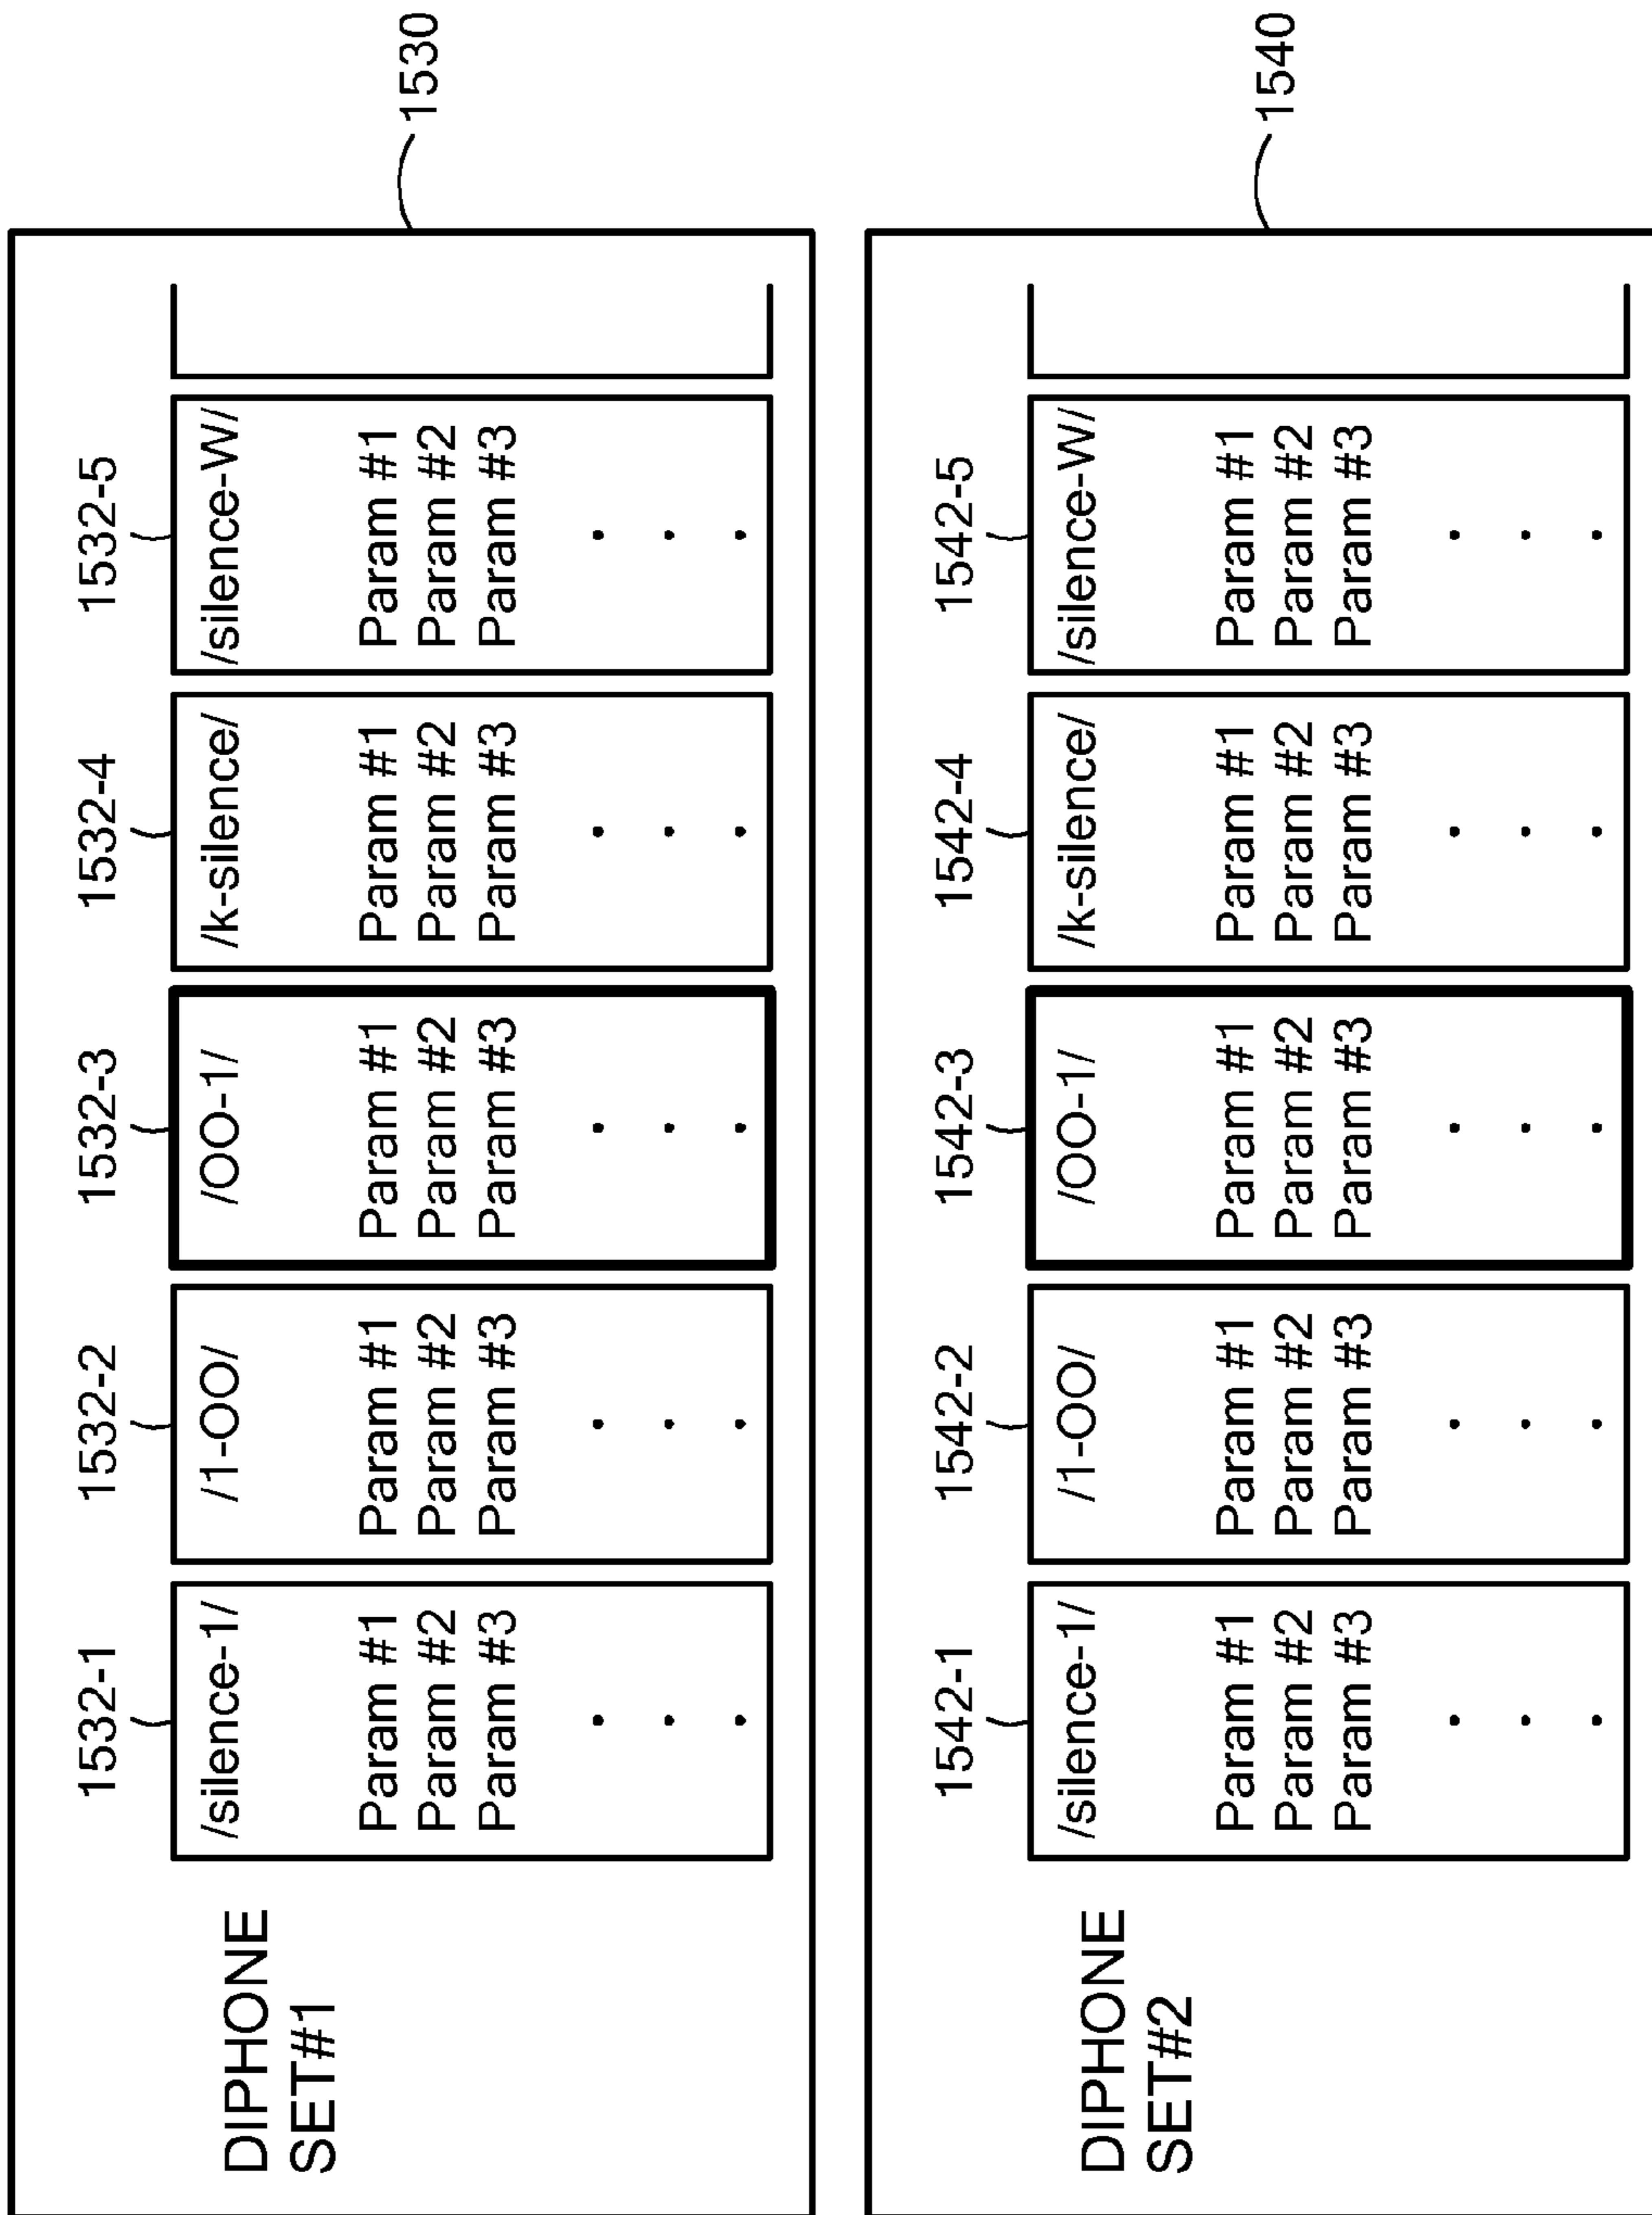 DIPHONE
SET#1
1532-1
/silence-1/
Param #1
Param #2
Param #3
1532-2
/1-OO/
Param #1
Param #2
Param #3
1532-3
/OO-1/
Param #1
Param #2
Param #3
1532-4
/k-silence/
Param #1
Param #2
Param #3
1532-5
/silence-W/
Param #1
Param #2
Param #3
1530
DIPHONE
SET#2
1542-1
/silence-1/
Param #1
Param #2
Param #3
1542-2
/1-OO/
Param #1
Param #2
Param #3
1542-3
/OO-1/
Param #1
Param #2
Param #3
1542-4
/k-silence/
Param #1
Param #2
Param #3
1542-5
/silence-W/
Param #1
Param #2
Param #3
1540